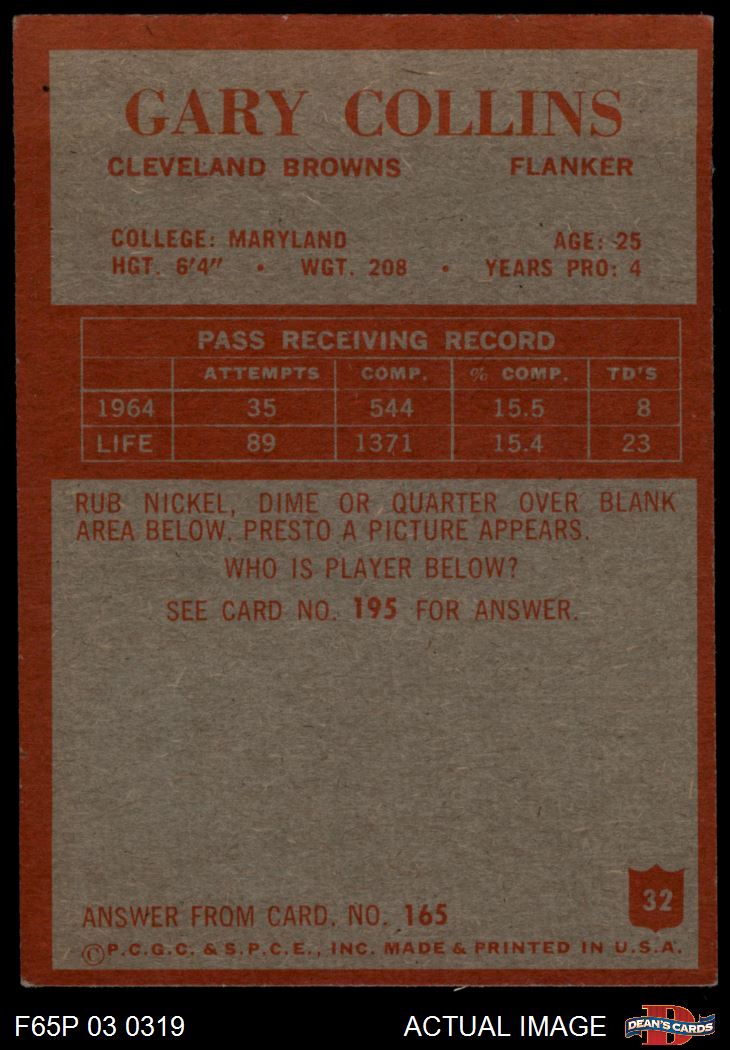 GARY COLLINS
CLEVELAND BROWNS FLANKER
COLLEGE: MARYLAND AGE: 25
HGT. 6'4" • WGT. 208 • YEARS PRO: 4
PASS RECEIVING RECORD
ATTEMPTS COMP. % COMP. TD'S
1964 35 544 15.5 8
LIFE 89 1371 15.4 23
RUB NICKEL, DIME OR QUARTER OVER BLANK
AREA BELOW. PRESTO A PICTURE APPEARS.
WHO IS PLAYER BELOW?
SEE CARD NO. 195 FOR ANSWER.
32
ANSWER FROM CARD. NO. 165
©P.C.G.C. & S.P.C.E., INC. MADE & PRINTED IN U.S.A.
F65P 03 0319 ACTUAL IMAGE D DEAN'S CARDS